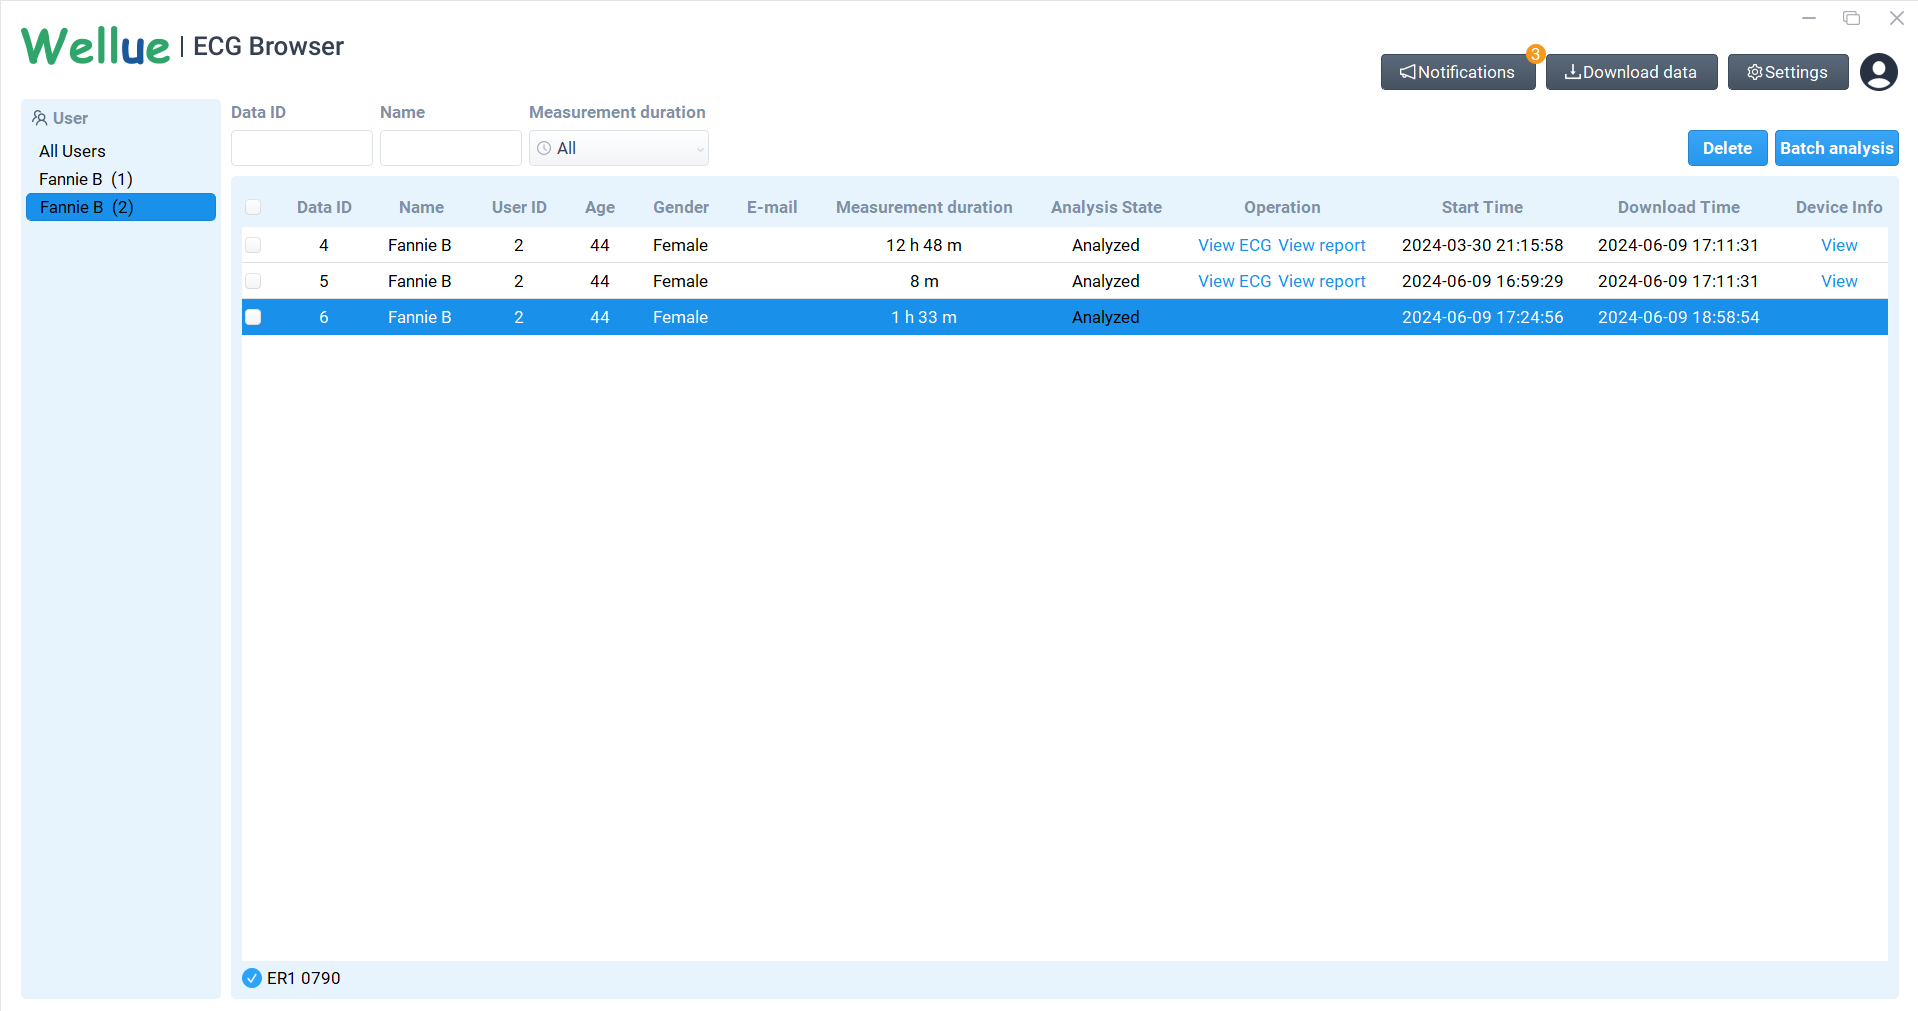 Wellue | ECG Browser
3
Notifications Download data Settings
User
All Users
Fannie B (1)
Fannie B (2)
Data ID Name Measurement duration
All
Delete Batch analysis
Data ID Name User ID Age Gender E-mail Measurement duration Analysis State Operation Start Time Download Time Device Info
4 Fannie B 2 44 Female 12 h 48 m Analyzed View ECG View report 2024-03-30 21:15:58 2024-06-09 17:11:31 View
5 Fannie B 2 44 Female 8 m Analyzed View ECG View report 2024-06-09 16:59:29 2024-06-09 17:11:31 View
6 Fannie B 2 44 Female 1 h 33 m Analyzed 2024-06-09 17:24:56 2024-06-09 18:58:54
ER1 0790